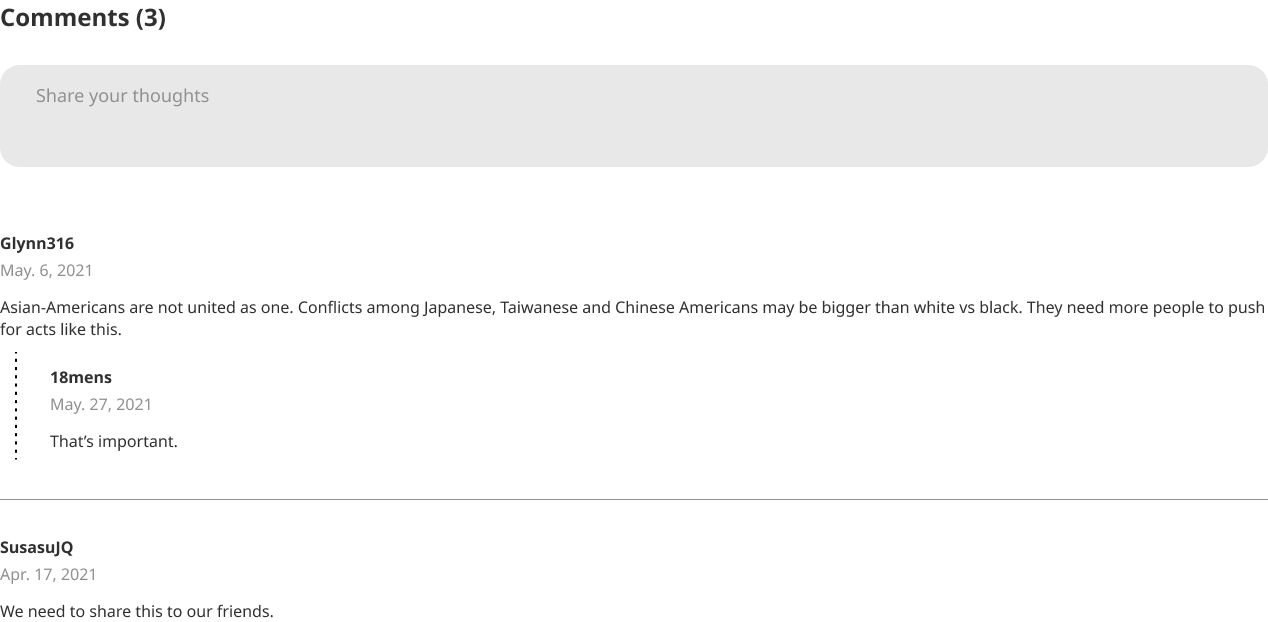 Comments (3)
Share your thoughts
Glynn316
May. 6, 2021
Asian-Americans are not united as one. Conflicts among Japanese, Taiwanese and Chinese Americans may be bigger than white vs black. They need more people to push
for acts like this.
18mens
May. 27, 2021
That’s important.
SusasuJQ
Apr. 17, 2021
We need to share this to our friends.